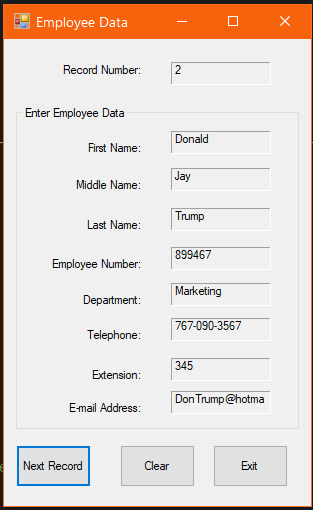 Employee Data
Record Number: 2
Enter Employee Data
First Name: Donald
Middle Name: Jay
Last Name: Trump
Employee Number: 899467
Department: Marketing
Telephone: 767-090-3567
Extension: 345
E-mail Address: DonTrump@hotma
Next Record Clear Exit